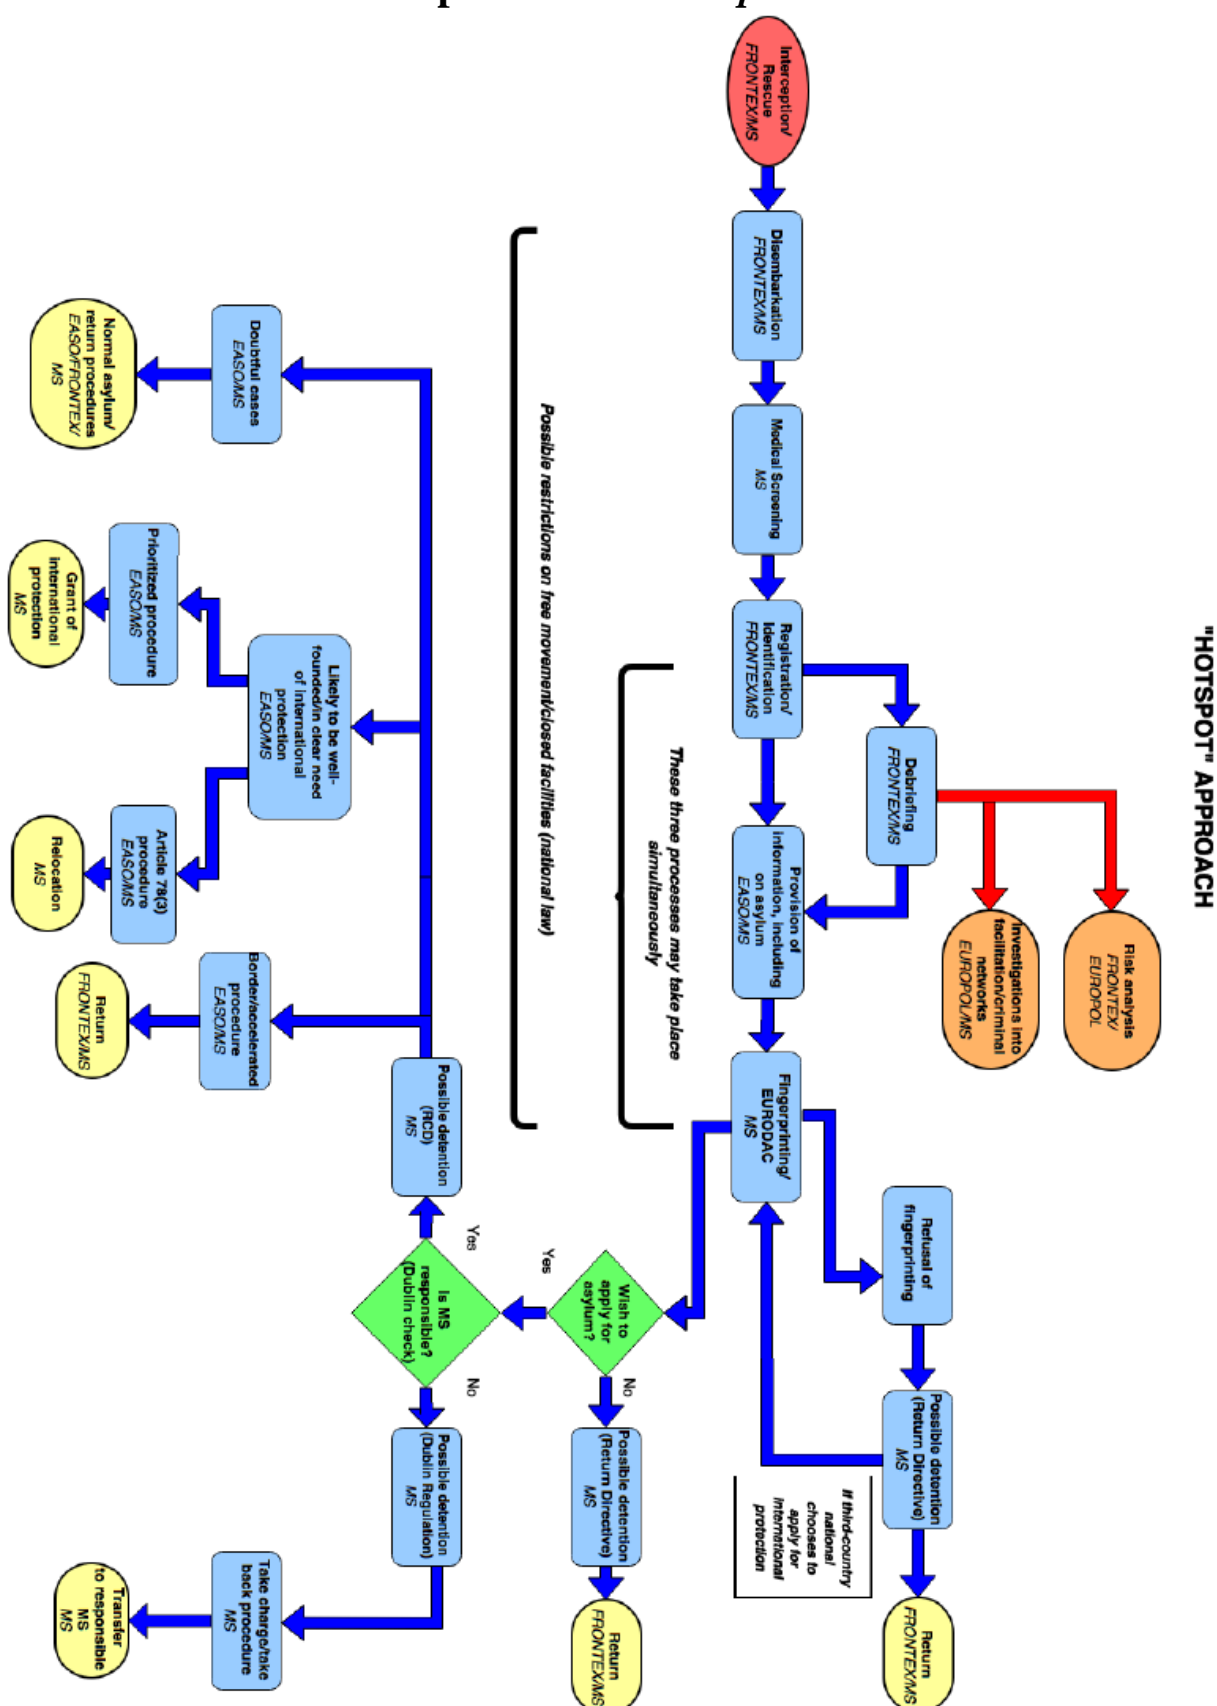 "HOTSPOT" APPROACH
Interception/
Rescue
FRONTEX/MS
Disembarkation
FRONTEX/MS
Medical Screening
MS
Registration/
Identification
FRONTEX/MS
Debriefing
FRONTEX/MS
Risk analysis
FRONTEX/
EUROPOL
Investigations into
facilitation/criminal
networks
EUROPOL/MS
Provision of
information, including
on asylum
EASO/MS
Fingerprinting/
EURODAC
MS
Refusal of
fingerprinting
Possible detention
(Return Directive)
MS
Return
FRONTEX/MS
If third-country
national
chooses to
apply for
international
protection
These three processes may take place
simultaneously
Possible restrictions on free movement/closed facilities (national law)
Wish to
apply for
asylum?
No
Possible detention
(Return Directive)
MS
Return
FRONTEX/MS
Yes
Is MS
responsible?
(Dublin check)
No
Possible detention
(Dublin Regulation)
MS
Take charge/take
back procedure
MS
Transfer
to responsible
MS
MS
Yes
Possible detention
(RCD)
MS
Doubtful cases
EASO/MS
Normal asylum/
return procedures
EASO/FRONTEX/
MS
Likely to be well-
founded/in clear need
of international
protection
EASO/MS
Prioritized procedure
EASO/MS
Grant of
international
protection
MS
Article 78(3)
procedure
EASO/MS
Relocation
MS
Border/accelerated
procedure
EASO/MS
Return
FRONTEX/MS